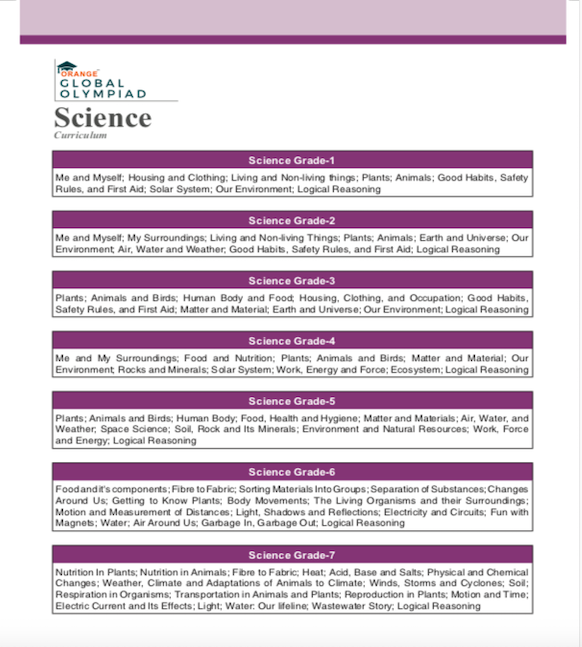 ORANGE
GLOBAL
OLYMPIAD
Science
Curriculum
Science Grade-1
Me and Myself; Housing and Clothing; Living and Non-living things; Plants; Animals; Good Habits, Safety
Rules, and First Aid; Solar System; Our Environment; Logical Reasoning
Science Grade-2
Me and Myself; My Surroundings; Living and Non-living Things; Plants; Animals; Earth and Universe; Our
Environment; Air, Water and Weather; Good Habits, Safety Rules, and First Aid; Logical Reasoning
Science Grade-3
Plants; Animals and Birds; Human Body and Food; Housing, Clothing, and Occupation; Good Habits,
Safety Rules, and First Aid; Matter and Material; Earth and Universe; Our Environment; Logical Reasoning
Science Grade-4
Me and My Surroundings; Food and Nutrition; Plants; Animals and Birds; Matter and Material; Our
Environment; Rocks and Minerals; Solar System; Work, Energy and Force; Ecosystem; Logical Reasoning
Science Grade-5
Plants; Animals and Birds; Human Body; Food, Health and Hygiene; Matter and Materials; Air, Water, and
Weather; Space Science; Soil, Rock and Its Minerals; Environment and Natural Resources; Work, Force
and Energy; Logical Reasoning
Science Grade-6
Food and it's components; Fibre to Fabric; Sorting Materials Into Groups; Separation of Substances; Changes
Around Us; Getting to Know Plants; Body Movements; The Living Organisms and their Surroundings;
Motion and Measurement of Distances; Light, Shadows and Reflections; Electricity and Circuits; Fun with
Magnets; Water; Air Around Us; Garbage In, Garbage Out; Logical Reasoning
Science Grade-7
Nutrition In Plants; Nutrition in Animals; Fibre to Fabric; Heat; Acid, Base and Salts; Physical and Chemical
Changes; Weather, Climate and Adaptations of Animals to Climate; Winds, Storms and Cyclones; Soil;
Respiration in Organisms; Transportation in Animals and Plants; Reproduction in Plants; Motion and Time;
Electric Current and Its Effects; Light; Water: Our lifeline; Wastewater Story; Logical Reasoning